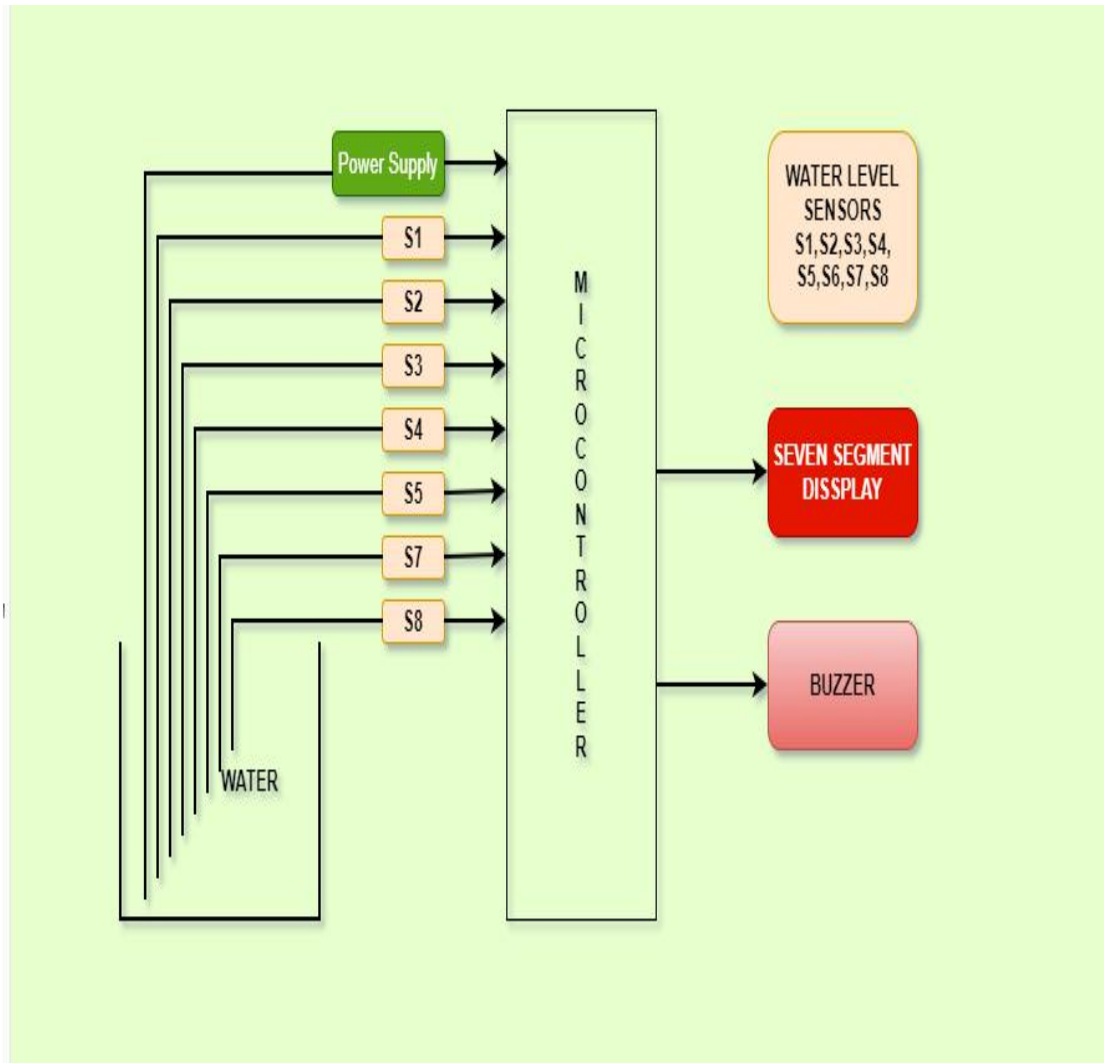 Power Supply
S1
S2
S3
S4
S5
S7
S8
WATER
MICROCONTROLLER
WATER LEVEL
SENSORS
S1,S2,S3,S4,
S5,S6,S7,S8
SEVEN SEGMENT
DISSPLAY
BUZZER